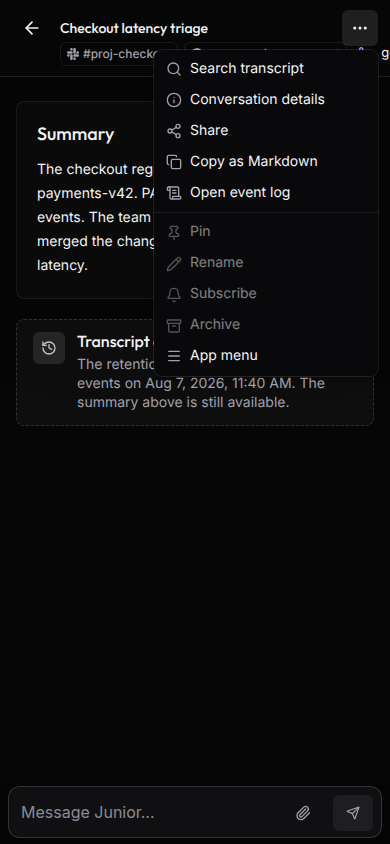 Checkout latency triage
#proj-checko
Search transcript
Conversation details
Share
Copy as Markdown
Open event log
Pin
Rename
Subscribe
Archive
App menu
Summary
The checkout reg
payments-v42. PA
events. The team
merged the chang
latency.
Transcript
The retentio
events on Aug 7, 2026, 11:40 AM. The
summary above is still available.
Message Junior...